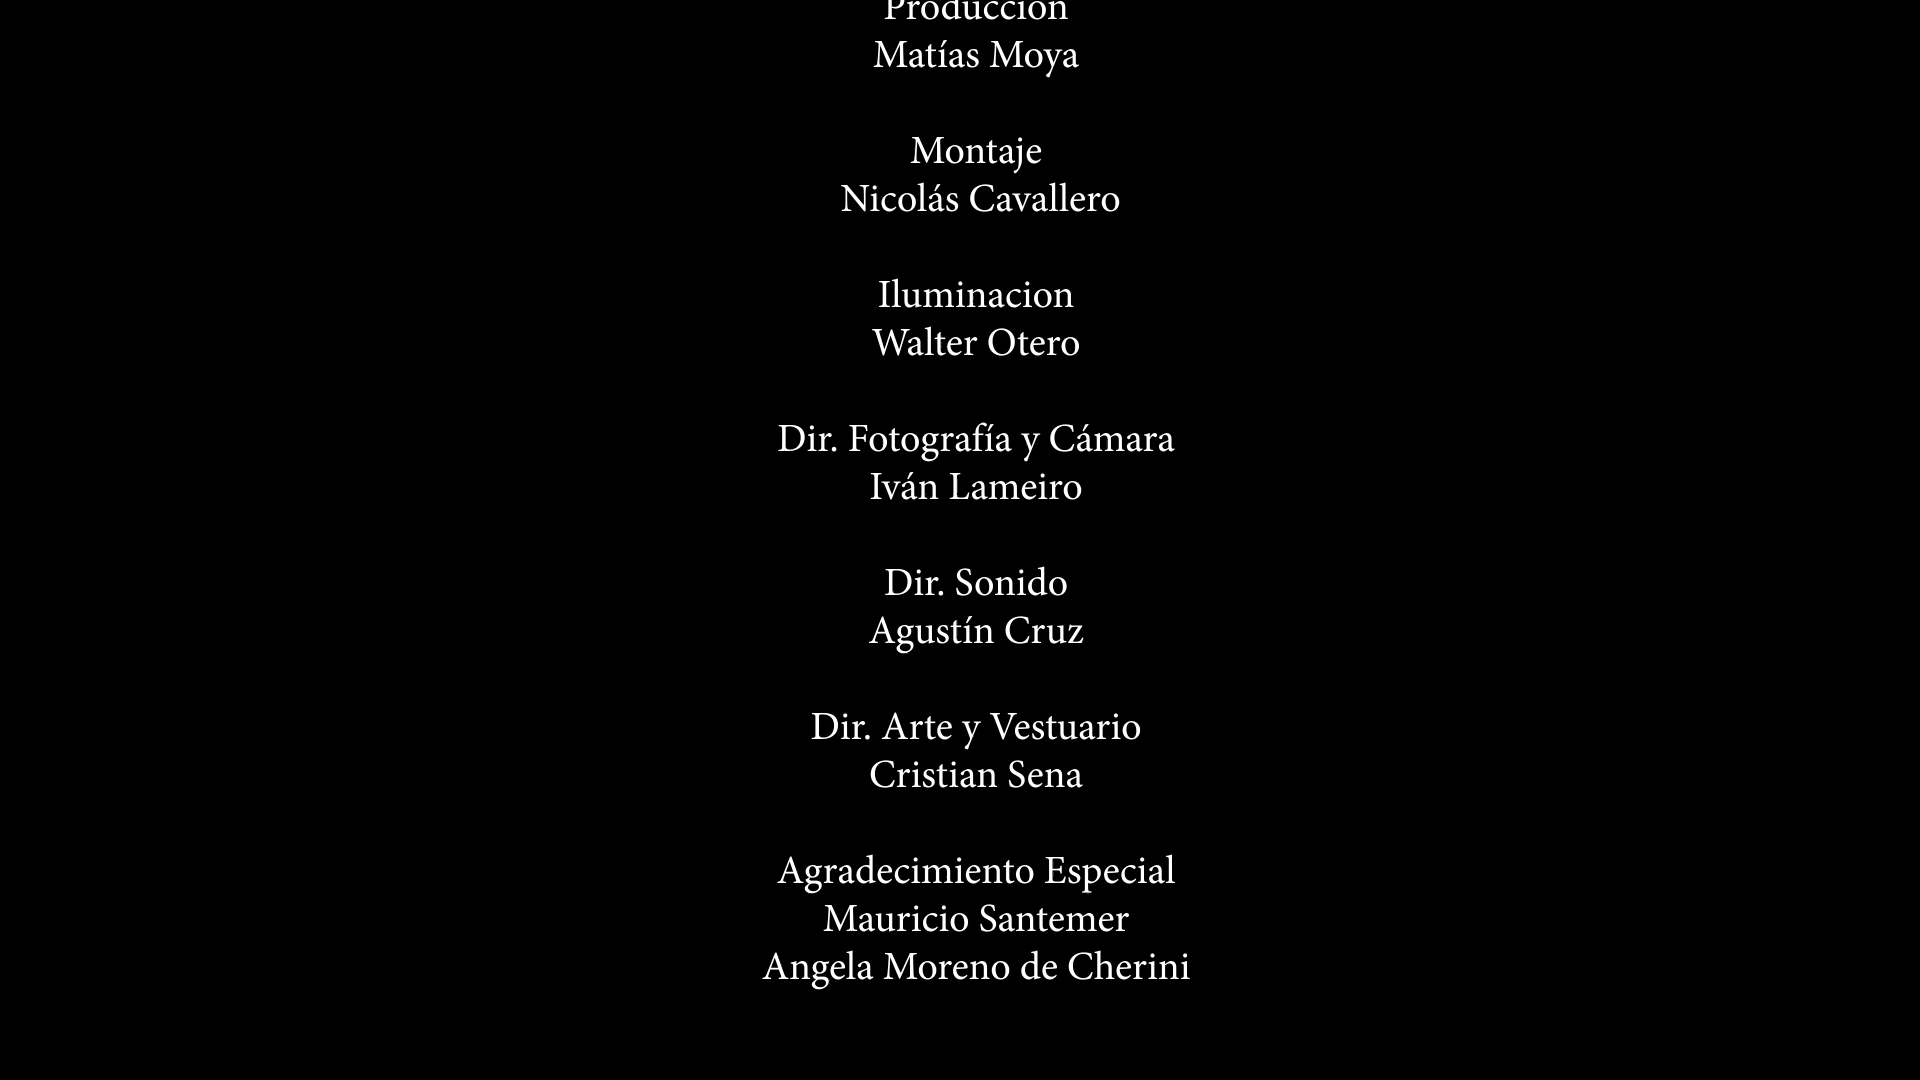 Producción
Matías Moya
Montaje
Nicolás Cavallero
Iluminacion
Walter Otero
Dir. Fotografía y Cámara
Iván Lameiro
Dir. Sonido
Agustín Cruz
Dir. Arte y Vestuario
Cristian Sena
Agradecimiento Especial
Mauricio Santemer
Angela Moreno de Cherini